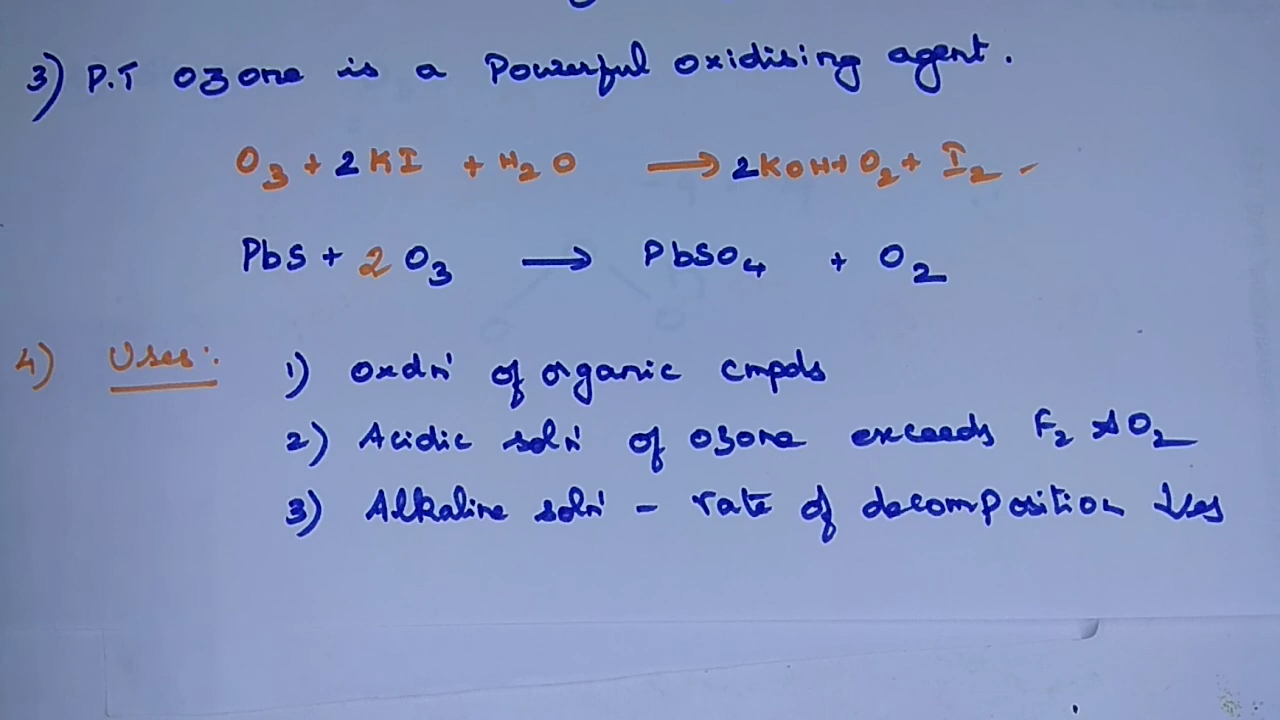 3) P.T ozone is a Powerful oxidising agent.
O3 + 2KI + H2O ⟶ 2KOH + O2 + I2
PbS + 2O3 ⟶ PbSO4 + O2
4) Uses:
1) oxdn' of organic cmpds
2) Acidic soln' of ozone exceeds F2 & O2
3) Alkaline soln' - rate of decomposition ↓es